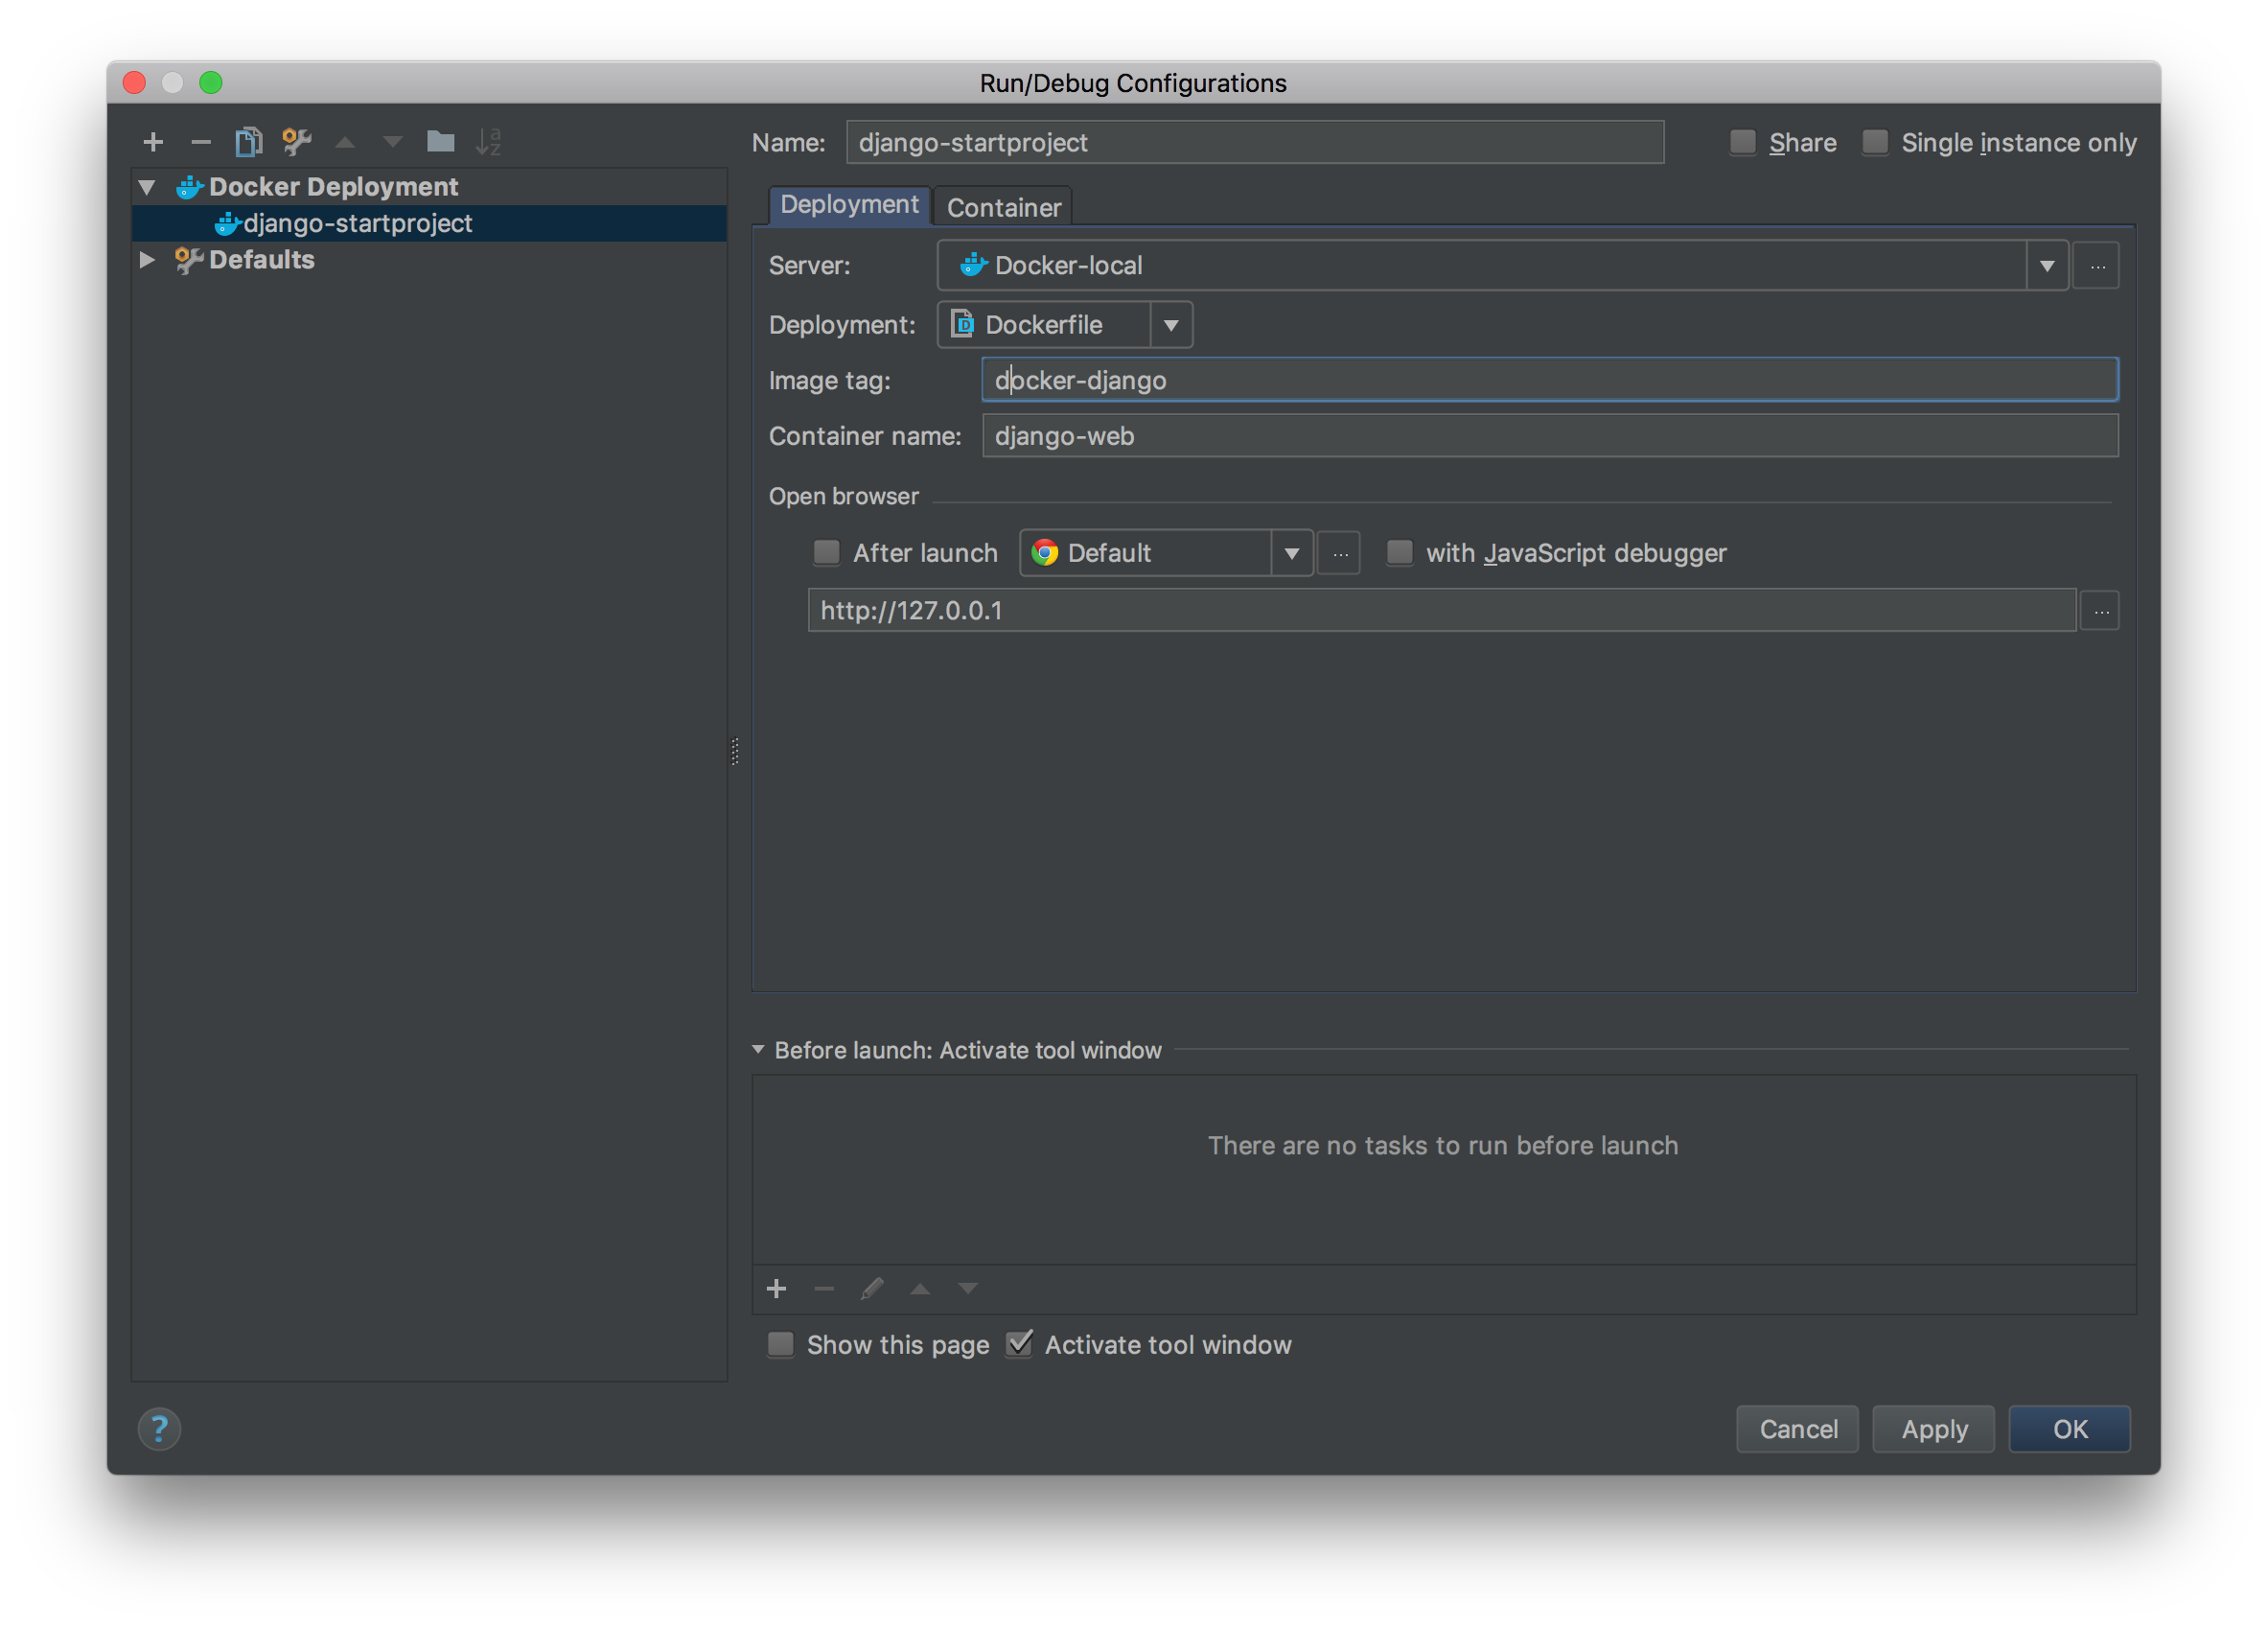 Run/Debug Configurations
Name: django-startproject Share Single instance only
Docker Deployment
django-startproject
Defaults
Deployment Container
Server: Docker-local ...
Deployment: Dockerfile
Image tag: docker-django
Container name: django-web
Open browser
After launch Default ... with JavaScript debugger
http://127.0.0.1 ...
Before launch: Activate tool window
There are no tasks to run before launch
Show this page Activate tool window
? Cancel Apply OK